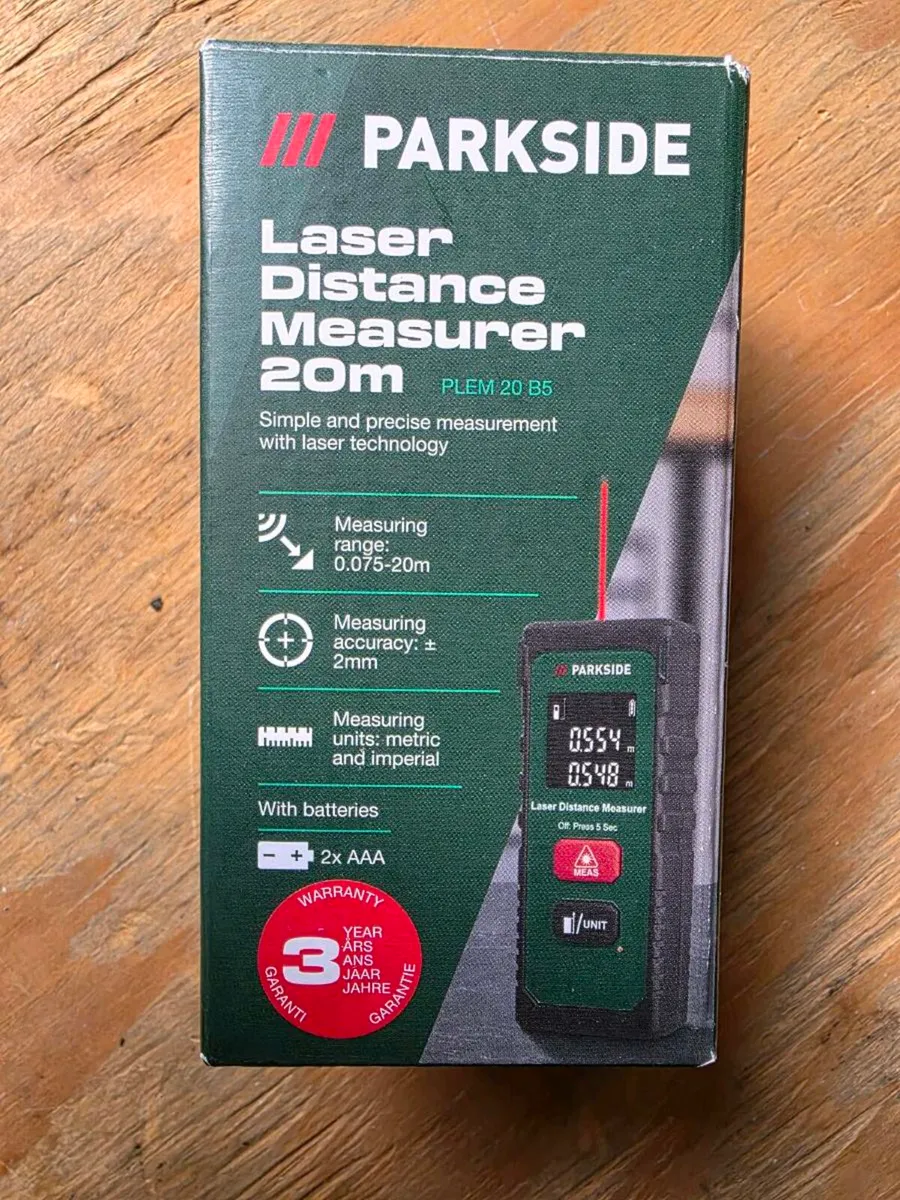 PARKSIDE
Laser
Distance
Measurer
20m PLEM 20 B5
Simple and precise measurement
with laser technology
Measuring
range:
0.075-20m
Measuring
accuracy: ±
2mm
Measuring
units: metric
and imperial
With batteries
2x AAA
WARRANTY
3 YEAR
ÅRS
ANS
JAAR
JAHRE
GARANTI
GARANTIE
PARKSIDE
0.554 m
0.548 m
Laser Distance Measurer
Off: Press 5 Sec
MEAS
/UNIT